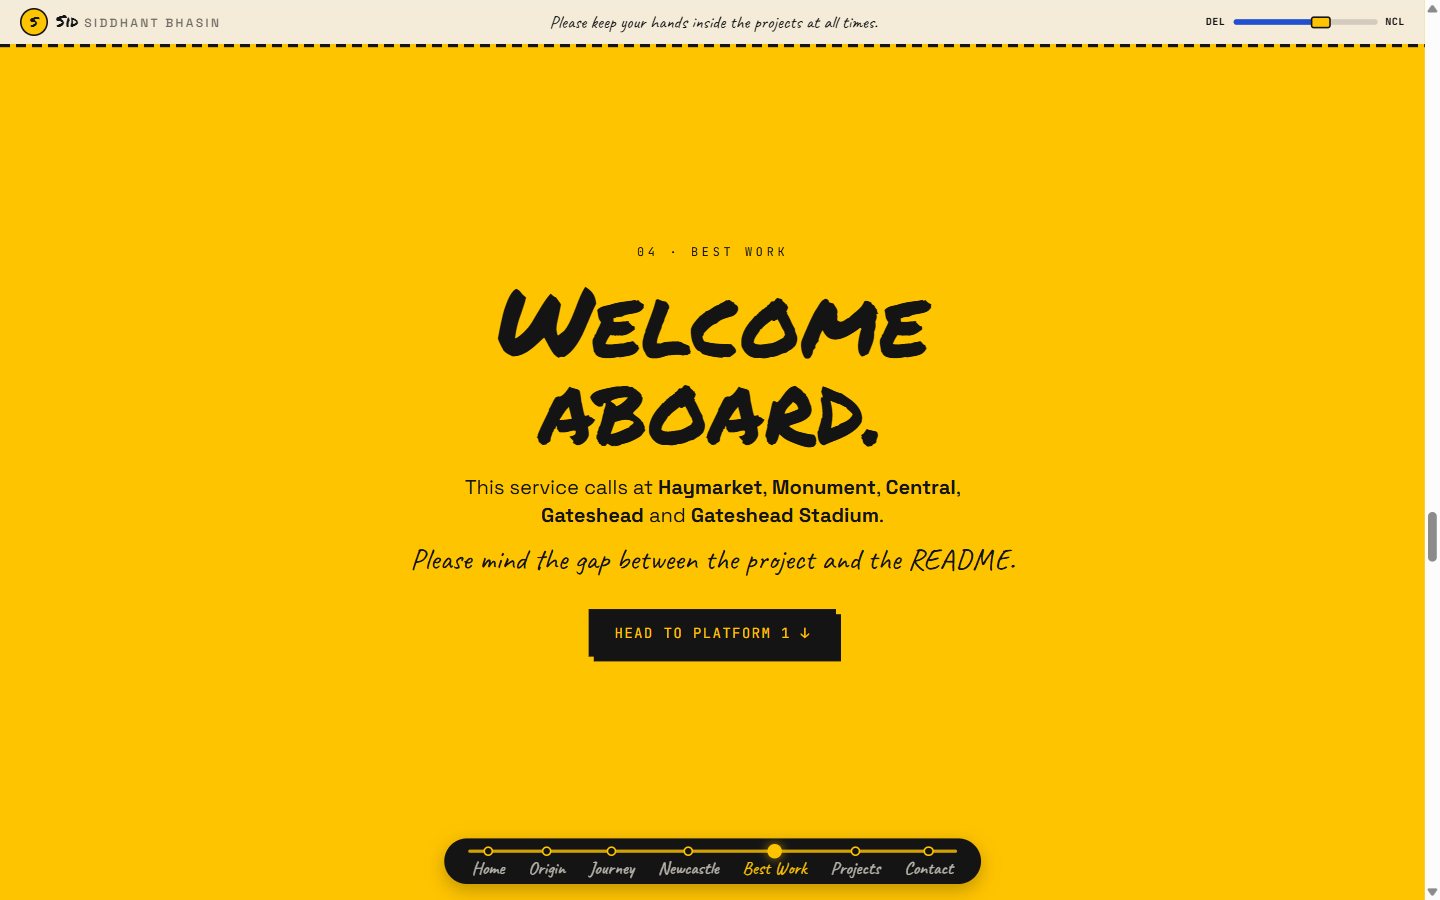 S SID SIDDHANT BHASIN
Please keep your hands inside the projects at all times.
DEL NCL
04 · BEST WORK
WELCOME
ABOARD.
This service calls at Haymarket, Monument, Central,
Gateshead and Gateshead Stadium.
Please mind the gap between the project and the README.
HEAD TO PLATFORM 1 ↓
Home Origin Journey Newcastle Best Work Projects Contact